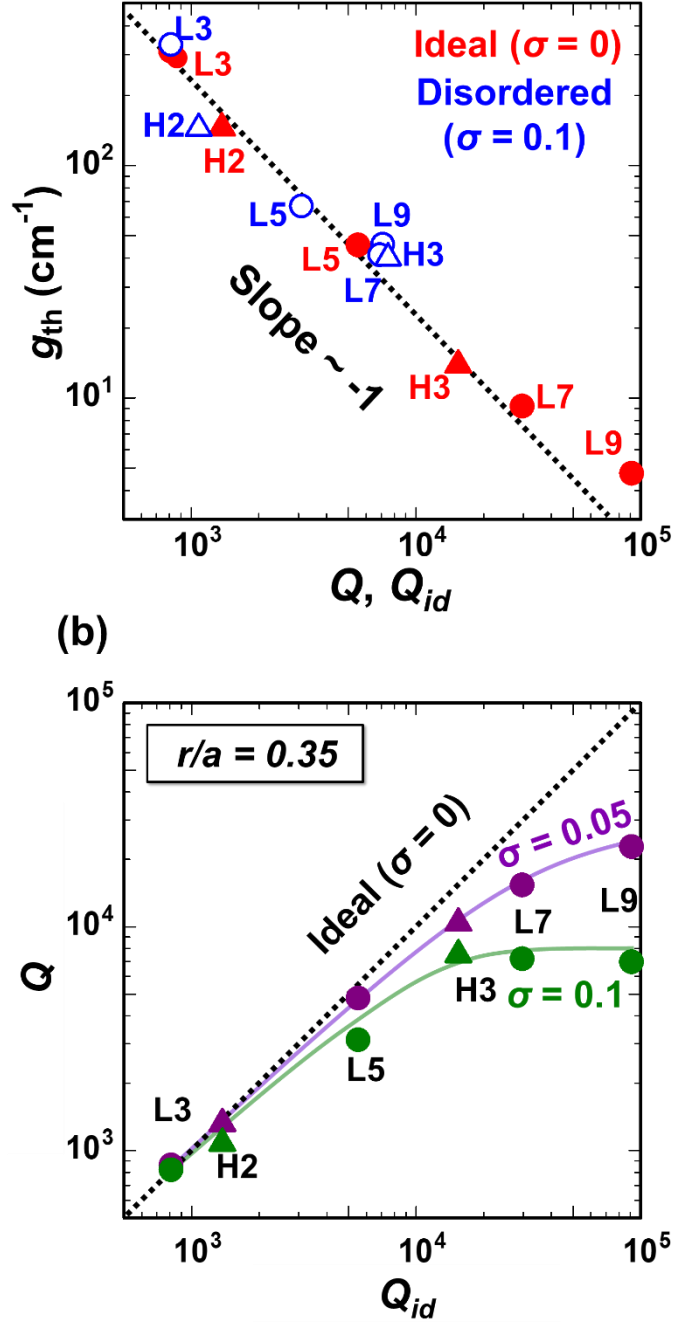 L3
L3
Ideal (σ = 0)
Disordered
(σ = 0.1)
H2
H2
10²
L5
L9
L5
H3
L7
g_th (cm⁻¹)
Slope ~ -1
10¹
H3
L7
L9
10³
10⁴
10⁵
Q, Q_id
(b)
10⁵
r/a = 0.35
Ideal (σ = 0)
σ = 0.05
10⁴
L9
L7
H3
σ = 0.1
Q
L5
L3
10³
H2
10³
10⁴
10⁵
Q_id